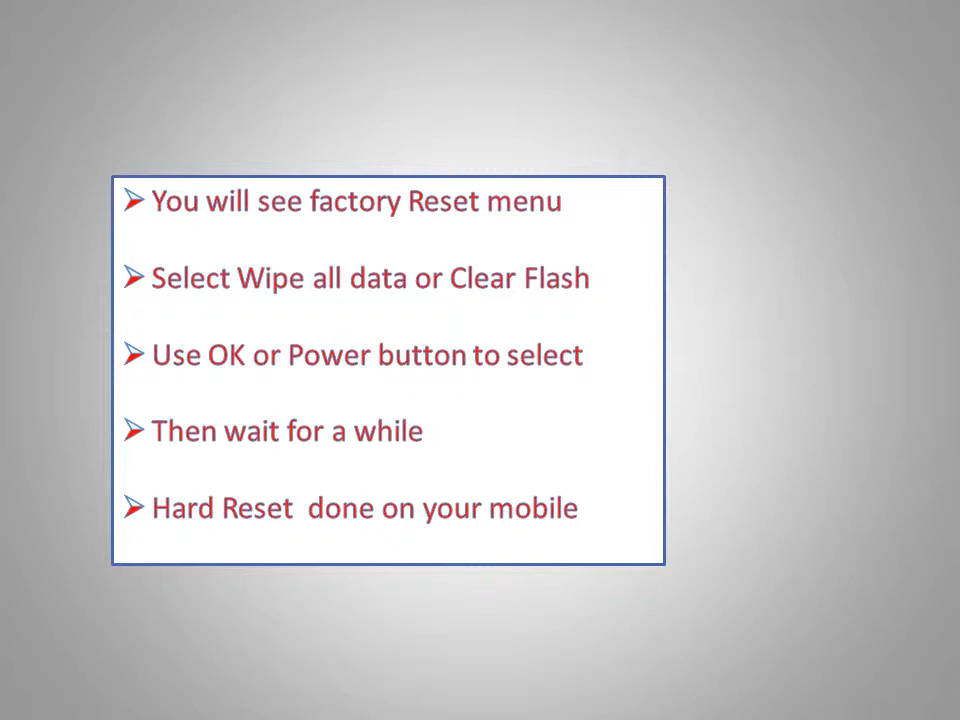 You will see factory Reset menu
Select Wipe all data or Clear Flash
Use OK or Power button to select
Then wait for a while
Hard Reset  done on your mobile